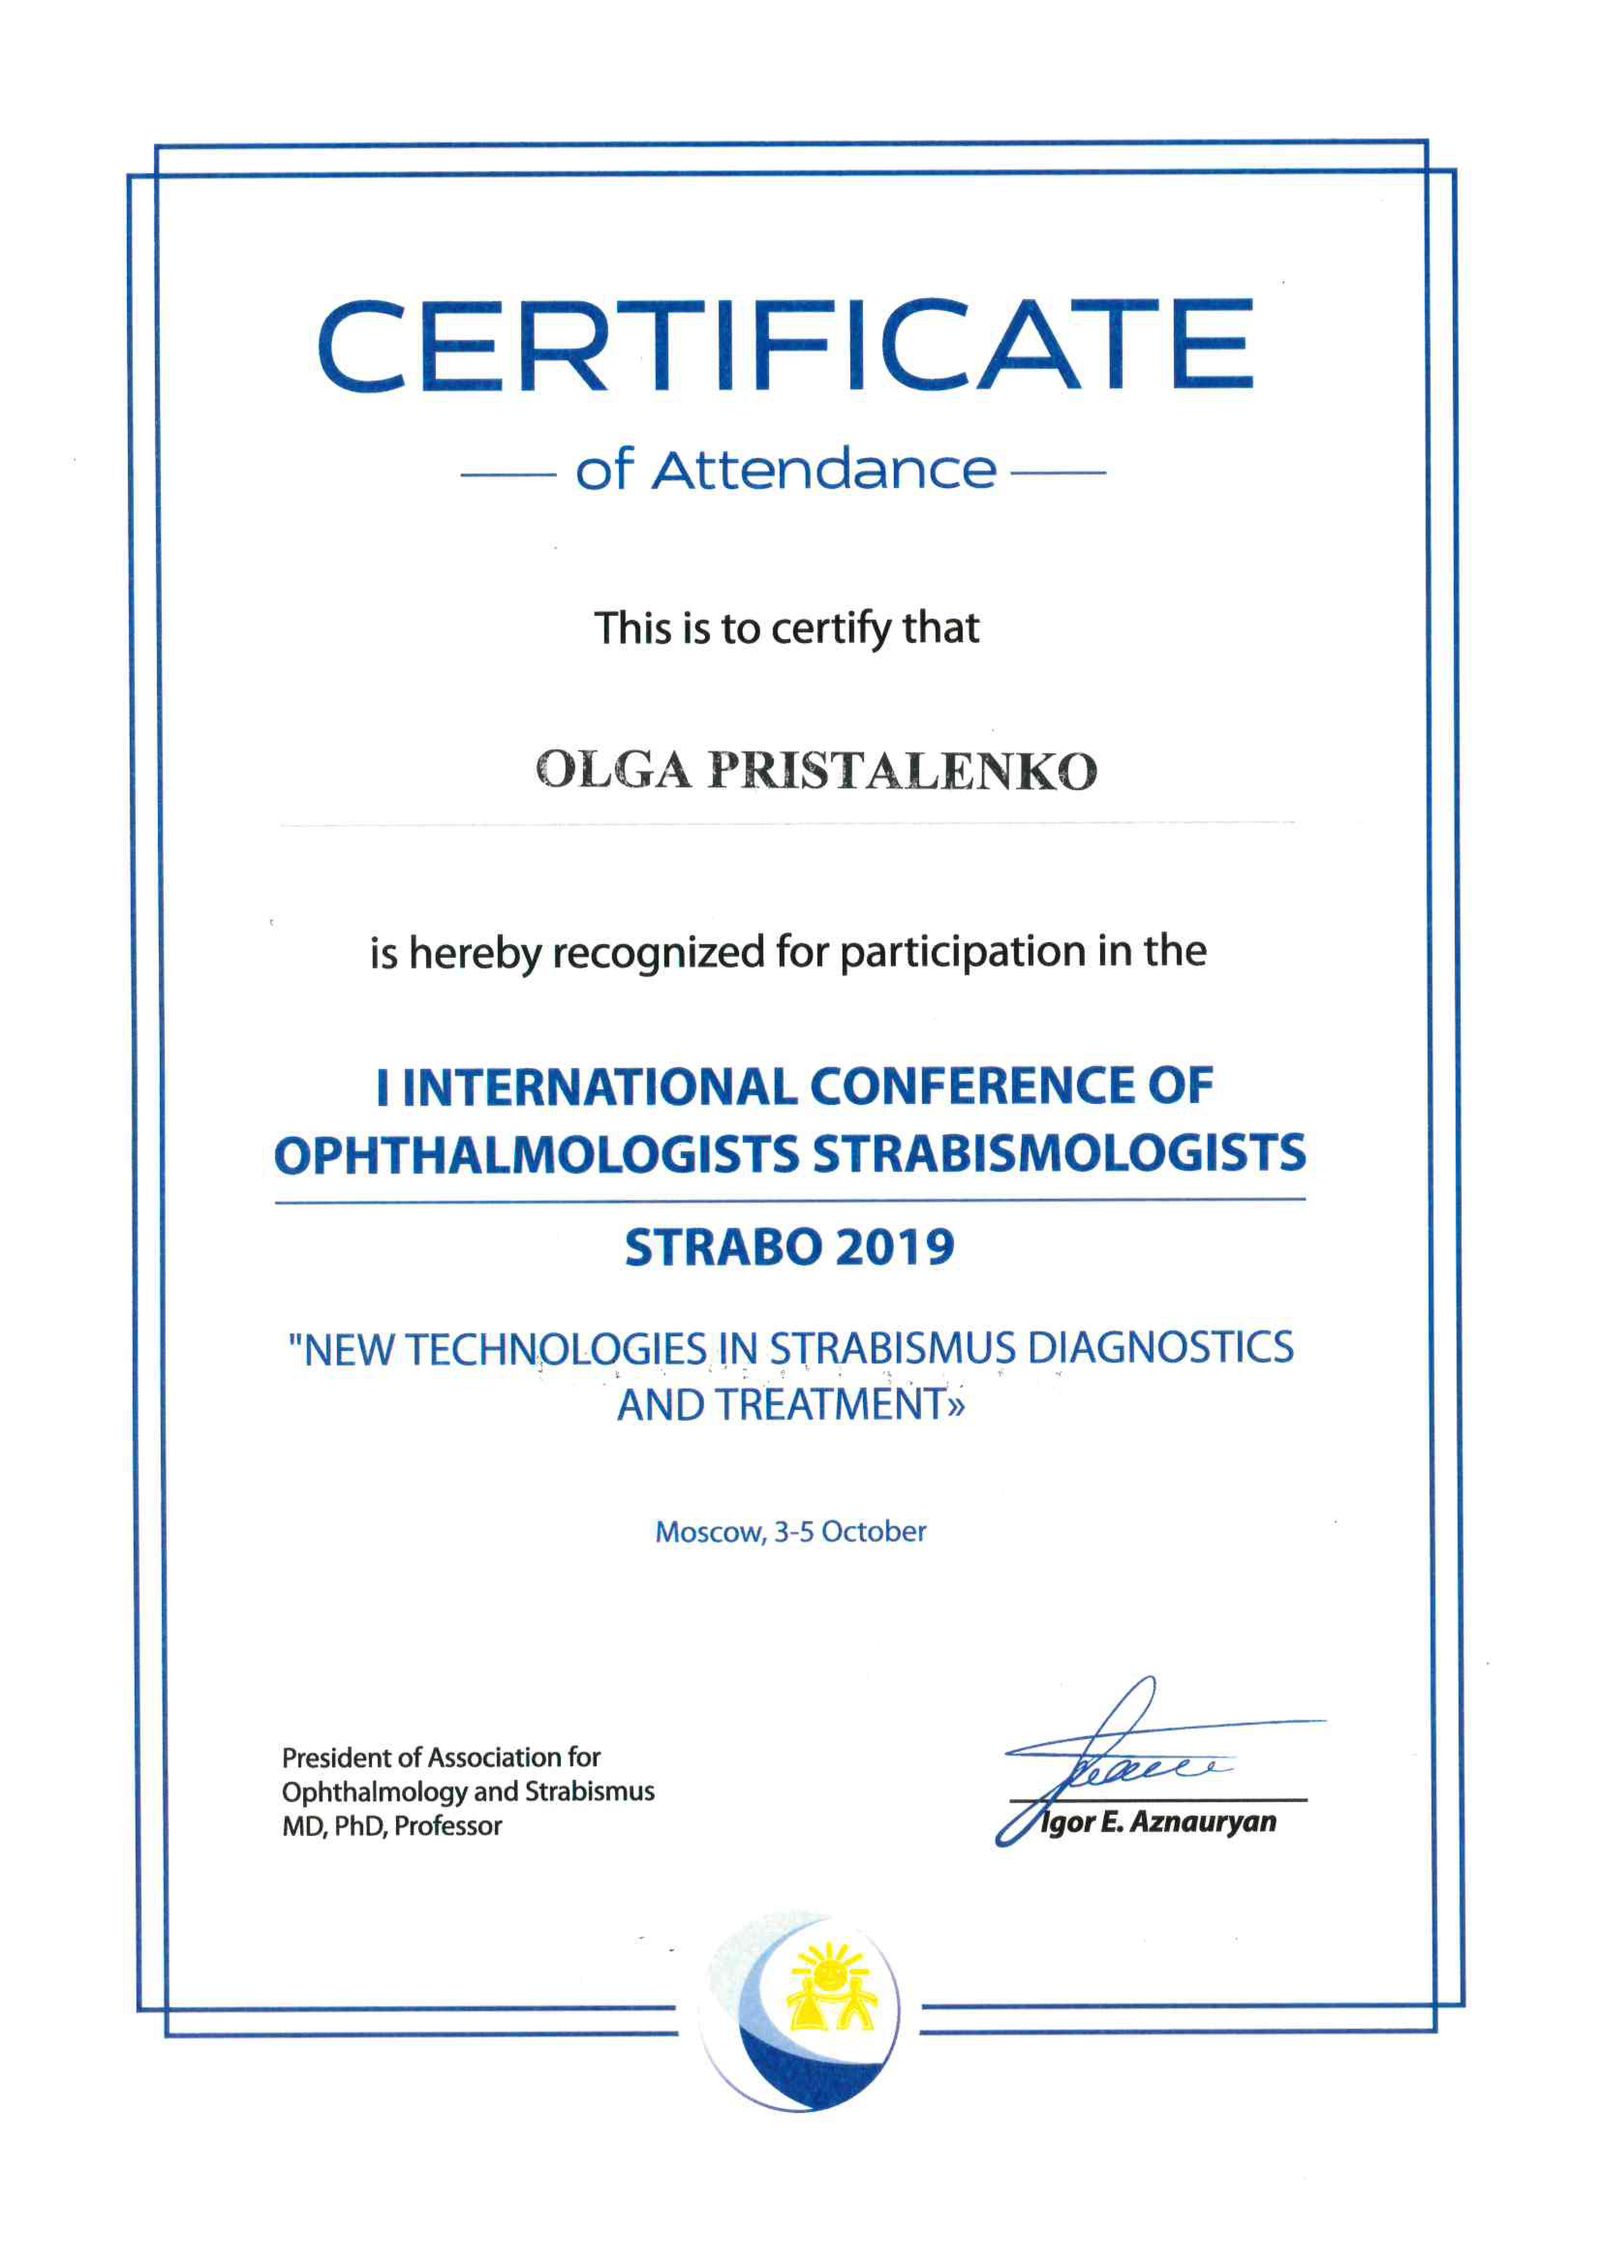 CERTIFICATE
of Attendance
This is to certify that
OLGA PRISTALENKO
is hereby recognized for participation in the
I INTERNATIONAL CONFERENCE OF
OPHTHALMOLOGISTS STRABISMOLOGISTS
STRABO 2019
"NEW TECHNOLOGIES IN STRABISMUS DIAGNOSTICS
AND TREATMENT»
Moscow, 3-5 October
President of Association for
Ophthalmology and Strabismus
MD, PhD, Professor
Igor E. Aznauryan